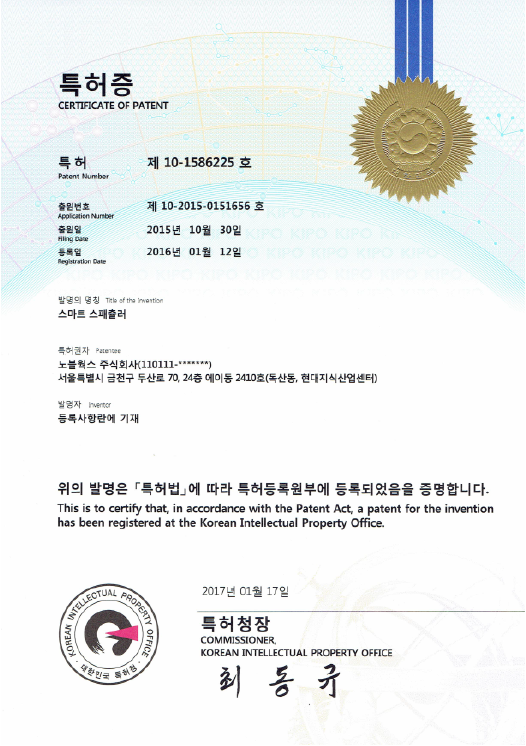 특허증
CERTIFICATE OF PATENT
특 허 제 10-1586225 호
Patent Number
출원번호 제 10-2015-0151656 호
Application Number
출원일 2015년 10월 30일
Filing Date
등록일 2016년 01월 12일
Registration Date
발명의 명칭 Title of the Invention
스마트 스패츌러
특허권자 Patentee
노블웍스 주식회사(110111-*******)
서울특별시 금천구 두산로 70, 24층 에이동 2410호(독산동, 현대지식산업센터)
발명자 Inventor
등록사항란에 기재
위의 발명은 「특허법」에 따라 특허등록원부에 등록되었음을 증명합니다.
This is to certify that, in accordance with the Patent Act, a patent for the invention
has been registered at the Korean Intellectual Property Office.
2017년 01월 17일
특허청장
COMMISSIONER,
KOREAN INTELLECTUAL PROPERTY OFFICE
최 동 규
KOREAN INTELLECTUAL PROPERTY OFFICE
대한민국 특허청
KIPO KIPO KIPO KIPO